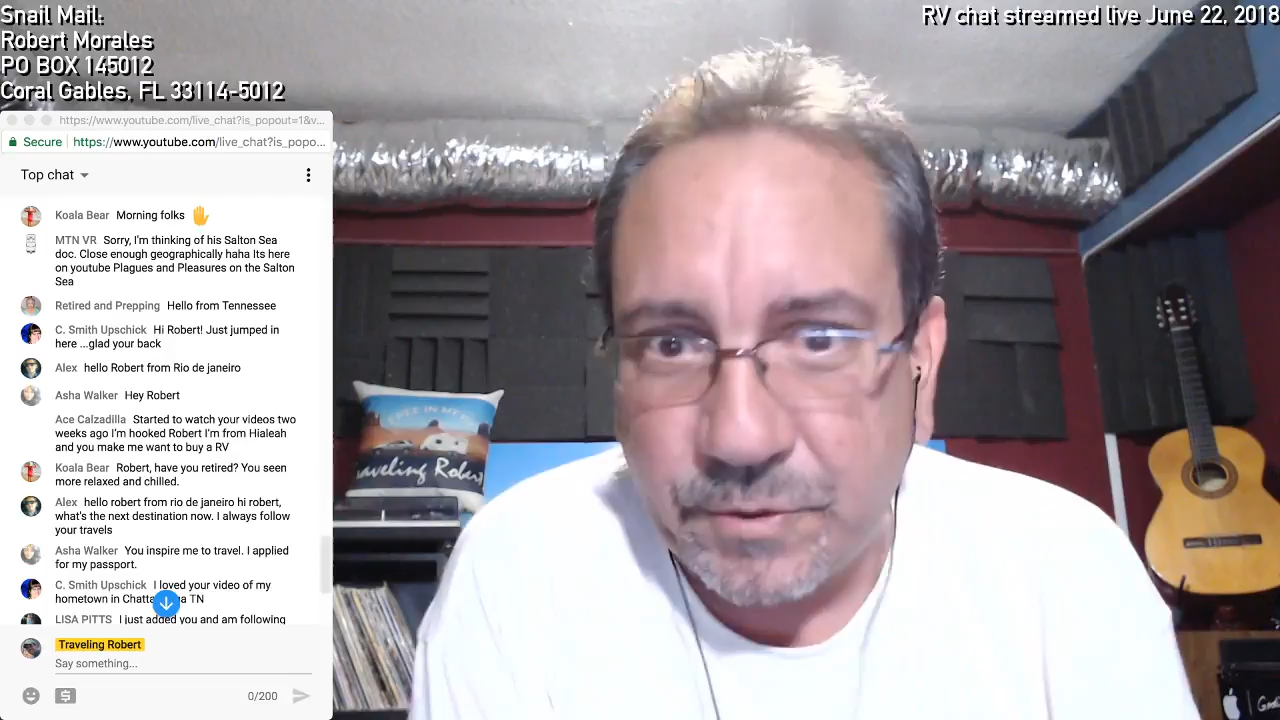 Snail Mail:
Robert Morales
PO BOX 145012
Coral Gables, FL 33114-5012
RV chat streamed live June 22, 2018
https://www.youtube.com/live_chat?is_popout=1&v...
Secure https://www.youtube.com/live_chat?is_popo...
Top chat
Koala Bear Morning folks
MTN VR Sorry, I'm thinking of his Salton Sea
doc. Close enough geographically haha Its here
on youtube Plagues and Pleasures on the Salton
Sea
Retired and Prepping Hello from Tennessee
C. Smith Upschick Hi Robert! Just jumped in
here ...glad your back
Alex hello Robert from Rio de janeiro
Asha Walker Hey Robert
Ace Calzadilla Started to watch your videos two
weeks ago I'm hooked Robert I'm from Hialeah
and you make me want to buy a RV
Koala Bear Robert, have you retired? You seen
more relaxed and chilled.
Alex hello robert from rio de janeiro hi robert,
what's the next destination now. I always follow
your travels
Asha Walker You inspire me to travel. I applied
for my passport.
C. Smith Upschick I loved your video of my
hometown in TN
LISA PITTS I just added you and am following
Traveling Robert
Say something...
0/200
Traveling Robert